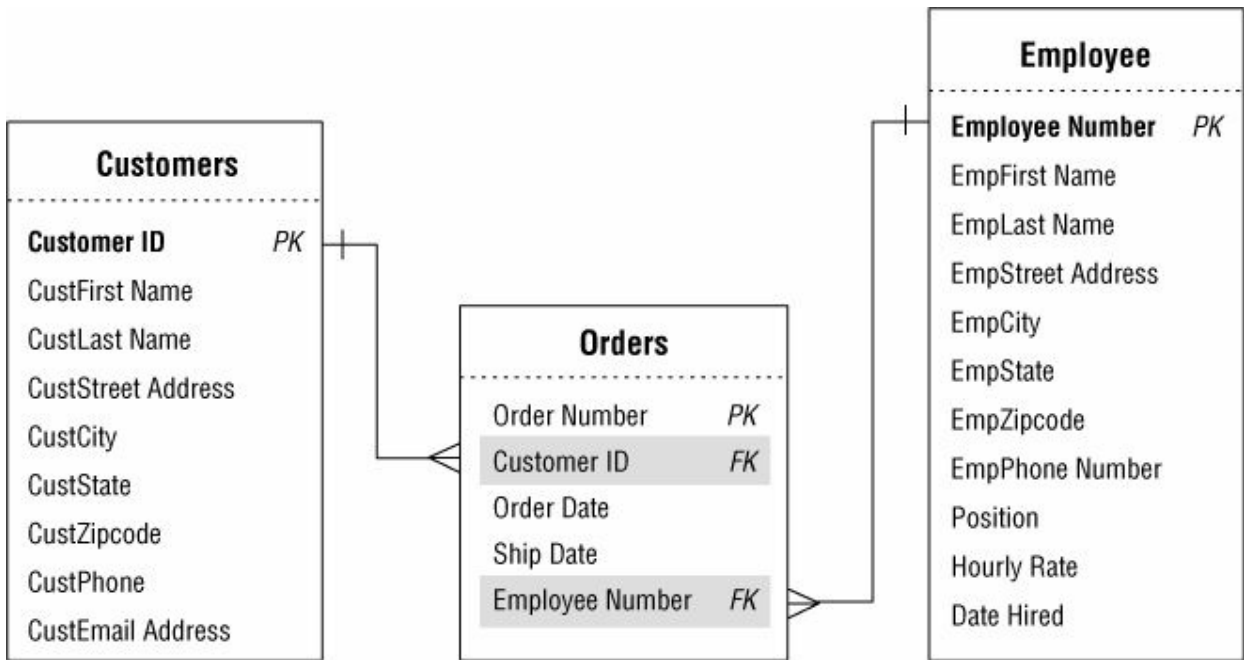 Customers
Customer ID PK
CustFirst Name
CustLast Name
CustStreet Address
CustCity
CustState
CustZipcode
CustPhone
CustEmail Address
Orders
Order Number PK
Customer ID FK
Order Date
Ship Date
Employee Number FK
Employee
Employee Number PK
EmpFirst Name
EmpLast Name
EmpStreet Address
EmpCity
EmpState
EmpZipcode
EmpPhone Number
Position
Hourly Rate
Date Hired